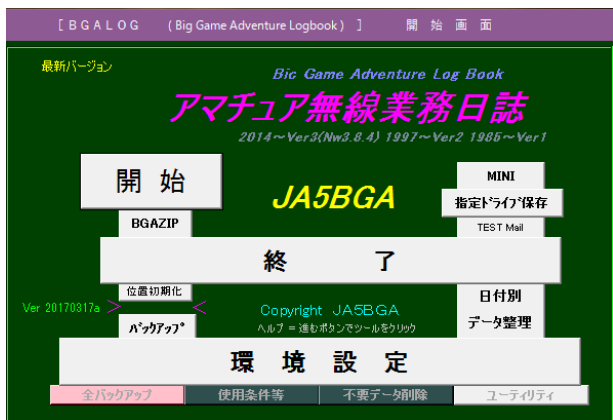 [ BGALOG　( Big Game Adventure Logbook )　]　　開 始 画 面
最新バージョン
Bic Game Adventure Log Book
アマチュア無線業務日誌
2014～Ver3(Nw3.8.4) 1997～Ver2 1985～Ver1
開 始
JA5BGA
MINI
指定ドライブ保存
BGAZIP
TEST Mail
終 了
位置初期化
Ver 20170317a > <
Copyright JA5BGA
日付別
データ整理
バックアップ
ヘルプ = 進むボタンでツールをクリック
環 境 設 定
全バックアップ 使用条件等 不要データ削除 ユーティリティ